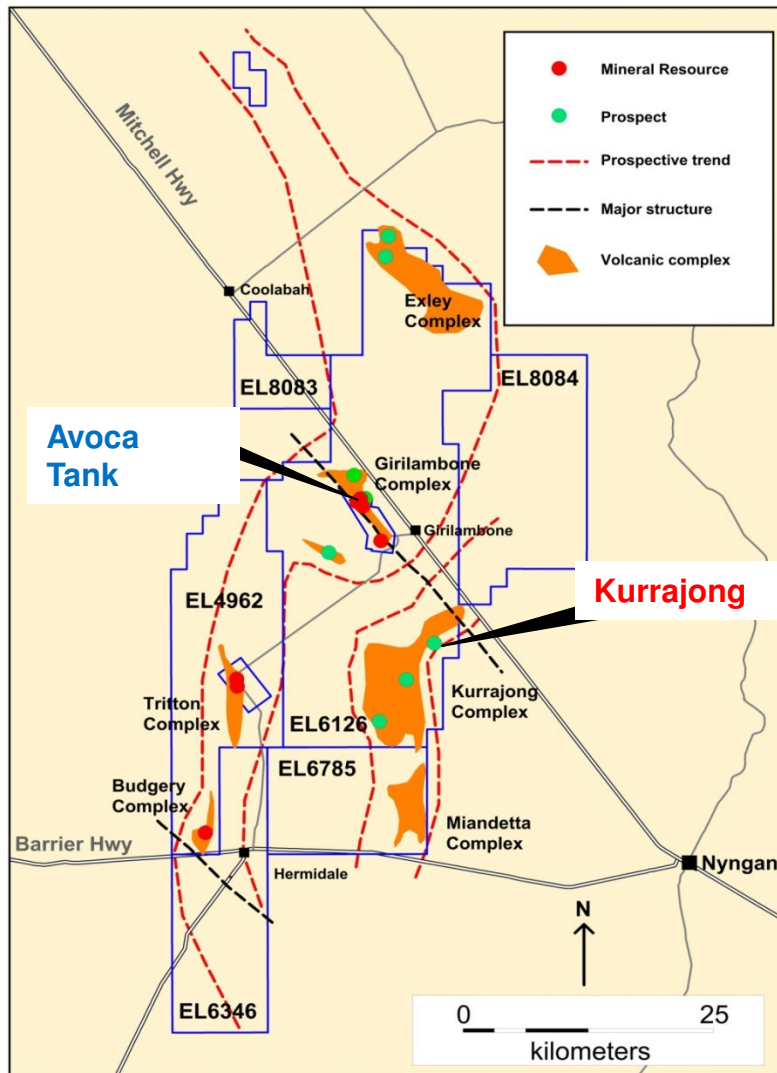 Mineral Resource
Prospect
Prospective trend
Major structure
Volcanic complex
Mitchell Hwy
Coolabah
Exley
Complex
EL8083
EL8084
Avoca
Tank
Girilambone
Complex
Girilambone
EL4962
Kurrajong
Tritton
Complex
Kurrajong
Complex
EL6126
EL6785
Budgery
Complex
Miandetta
Complex
Barrier Hwy
Hermidale
Nyngan
N
EL6346
0 25
kilometers